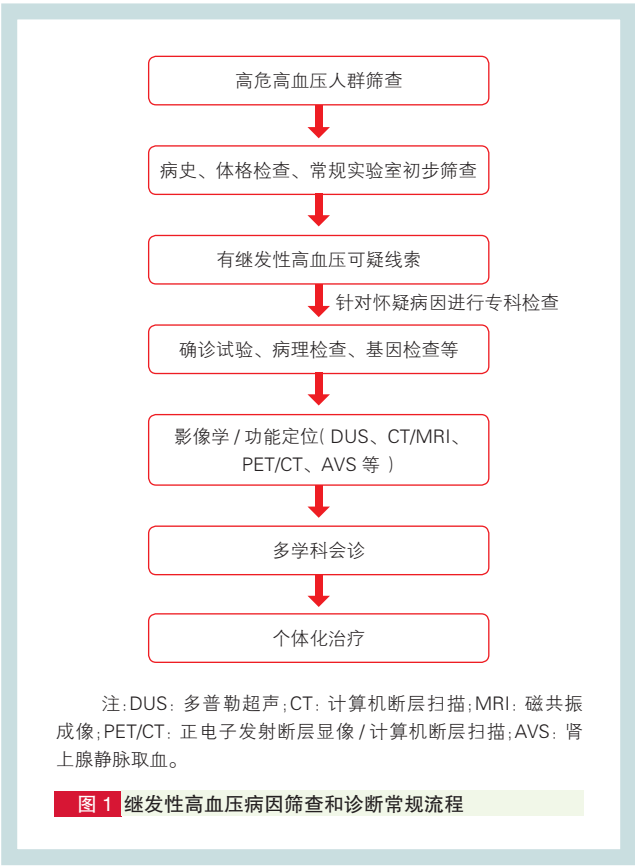 高危高血压人群筛查
病史、体格检查、常规实验室初步筛查
有继发性高血压可疑线索
针对怀疑病因进行专科检查
确诊试验、病理检查、基因检查等
影像学 / 功能定位( DUS、CT/MRI、
PET/CT、AVS 等 )
多学科会诊
个体化治疗
注:DUS: 多普勒超声;CT: 计算机断层扫描;MRI: 磁共振
成像;PET/CT: 正电子发射断层显像 / 计算机断层扫描;AVS: 肾
上腺静脉取血。
图 1 继发性高血压病因筛查和诊断常规流程